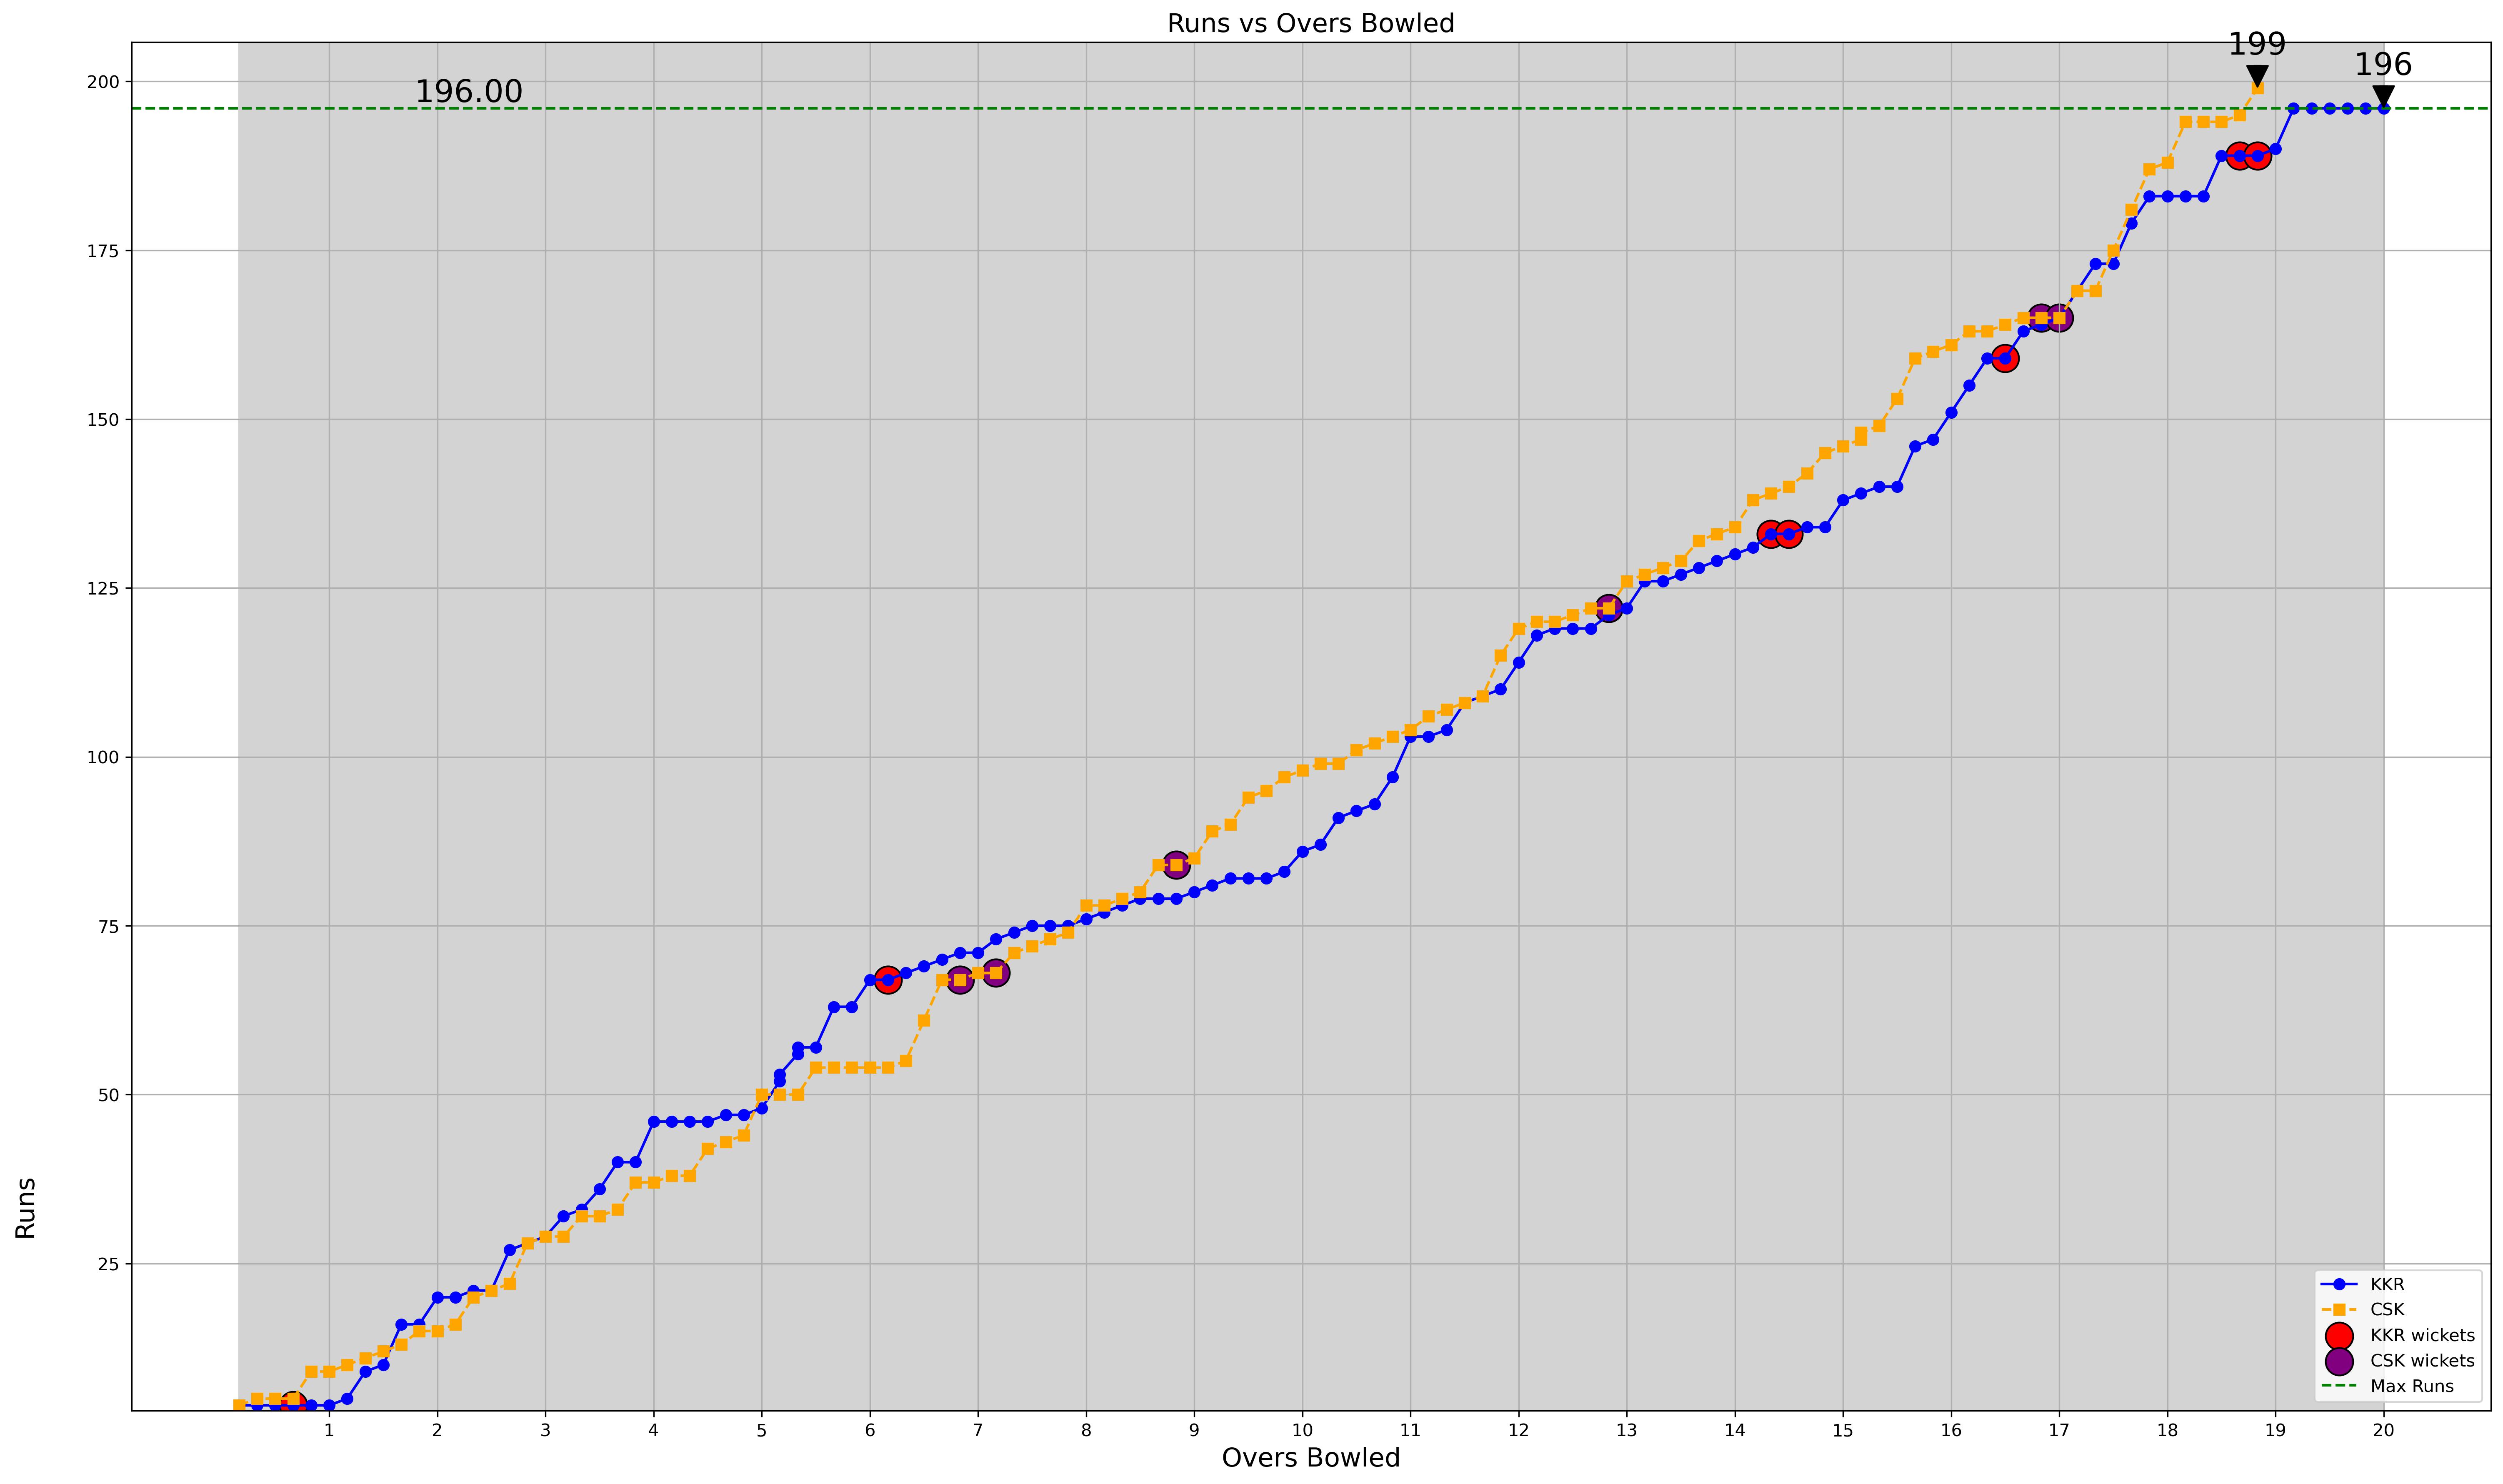 Runs vs Overs Bowled
199
196
196.00
200
175
150
125
100
75
50
25
Runs
KKR
CSK
KKR wickets
CSK wickets
Max Runs
1 2 3 4 5 6 7 8 9 10 11 12 13 14 15 16 17 18 19 20
Overs Bowled